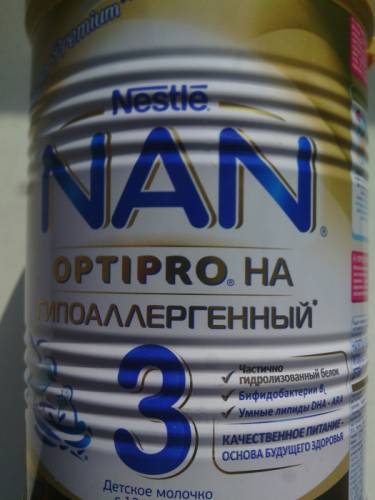 Premium
Nestlé
NAN
OPTIPRO® НА
ГИПОАЛЛЕРГЕННЫЙ*
3
Частично
гидролизованный белок
Бифидобактерии BL
Умные липиды DHA - ARA
КАЧЕСТВЕННОЕ ПИТАНИЕ -
ОСНОВА БУДУЩЕГО ЗДОРОВЬЯ
Детское молочко